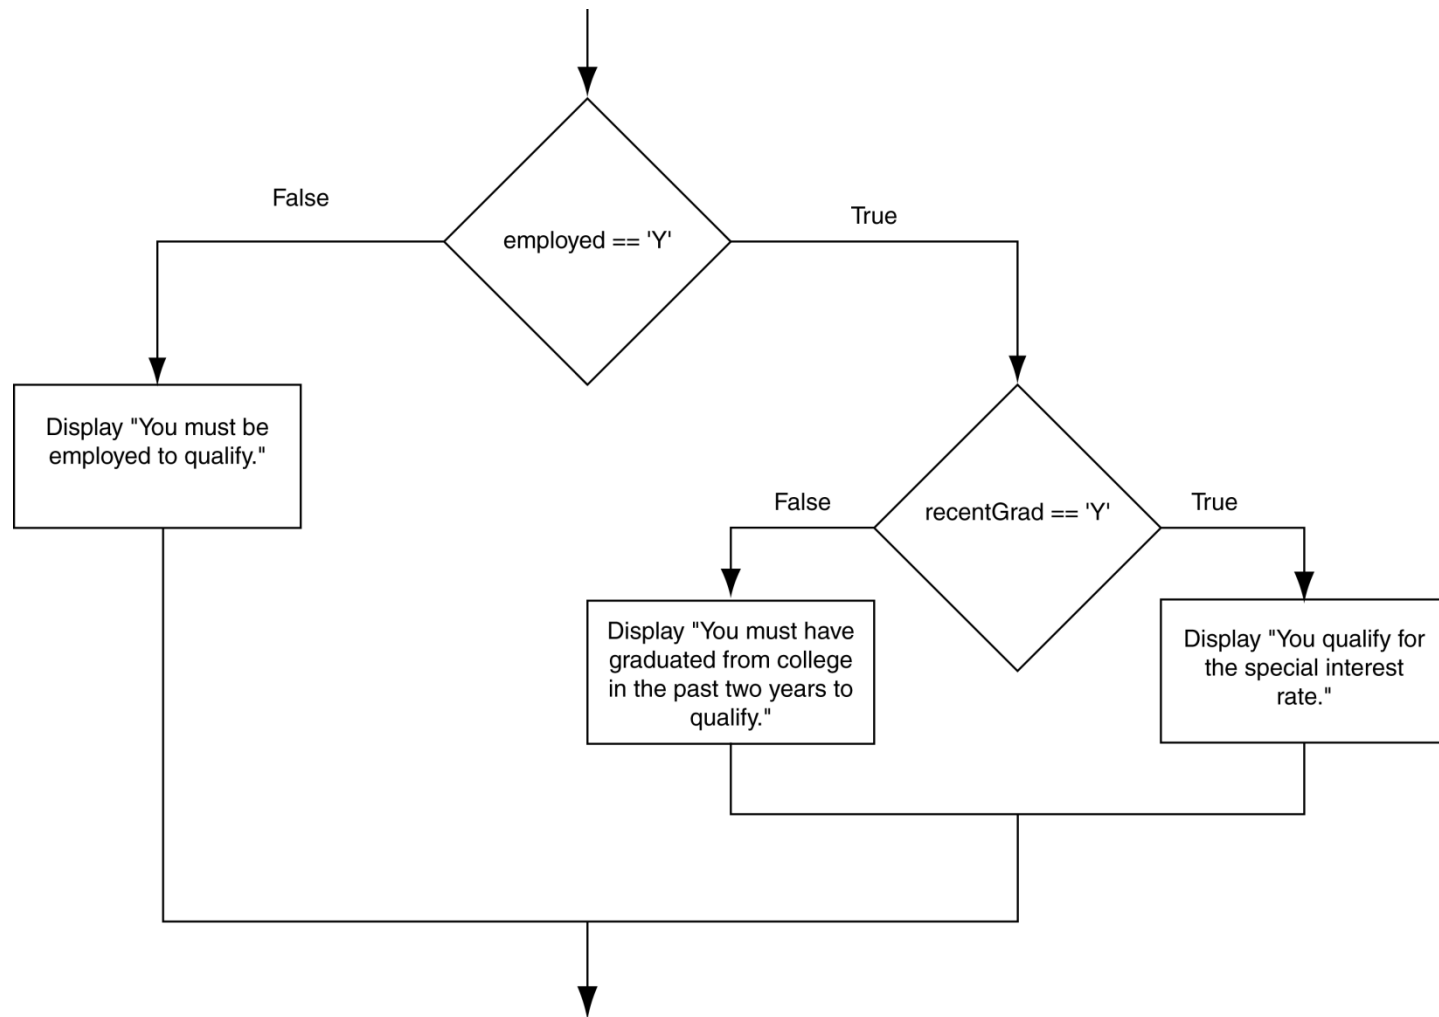 False
True
employed == 'Y'
Display "You must be
employed to qualify."
False
True
recentGrad == 'Y'
Display "You must have
graduated from college
in the past two years to
qualify."
Display "You qualify for
the special interest
rate."